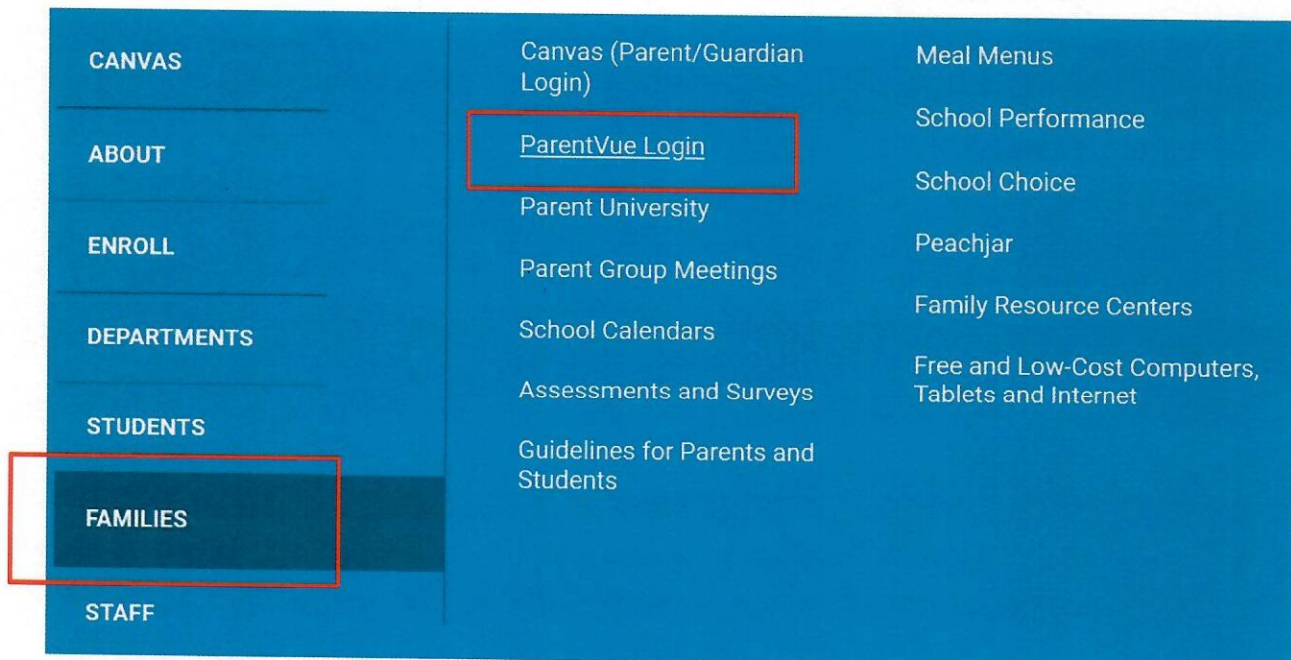 CANVAS
ABOUT
ENROLL
DEPARTMENTS
STUDENTS
FAMILIES
STAFF
Canvas (Parent/Guardian
Login)
ParentVue Login
Parent University
Parent Group Meetings
School Calendars
Assessments and Surveys
Guidelines for Parents and
Students
Meal Menus
School Performance
School Choice
Peachjar
Family Resource Centers
Free and Low-Cost Computers,
Tablets and Internet